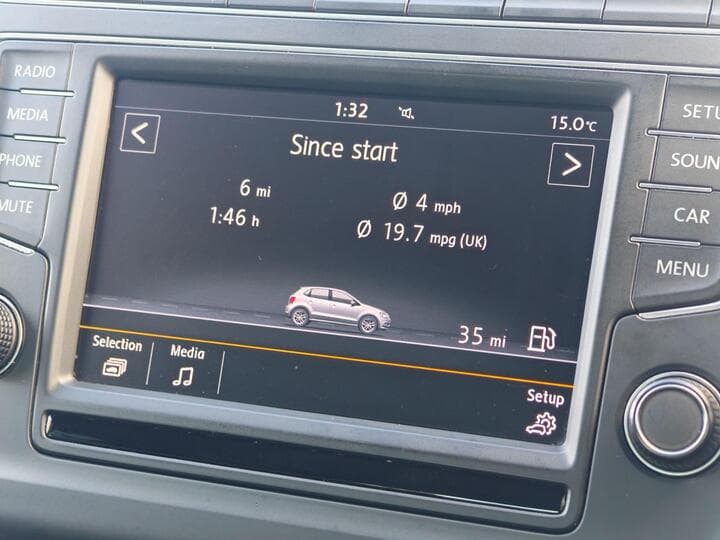 RADIO
MEDIA
PHONE
MUTE
1:32
15.0°C
Since start
6 mi
Ø 4 mph
1:46 h
Ø 19.7 mpg (UK)
35 mi
Selection
Media
Setup
SETU
SOUN
CAR
MENU